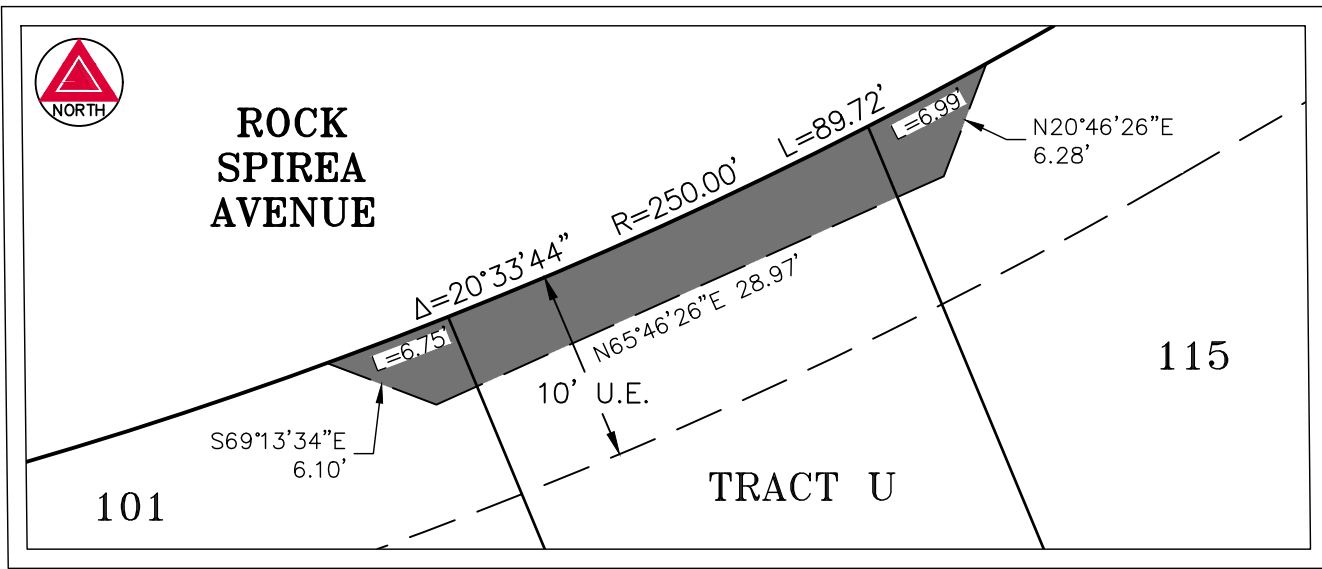 NORTH
ROCK
SPIREA
AVENUE
Δ=20°33'44"
R=250.00'
L=89.72'
L=6.99'
N20°46'26"E
6.28'
L=6.75'
N65°46'26"E 28.97'
10' U.E.
S69°13'34"E
6.10'
101
TRACT U
115